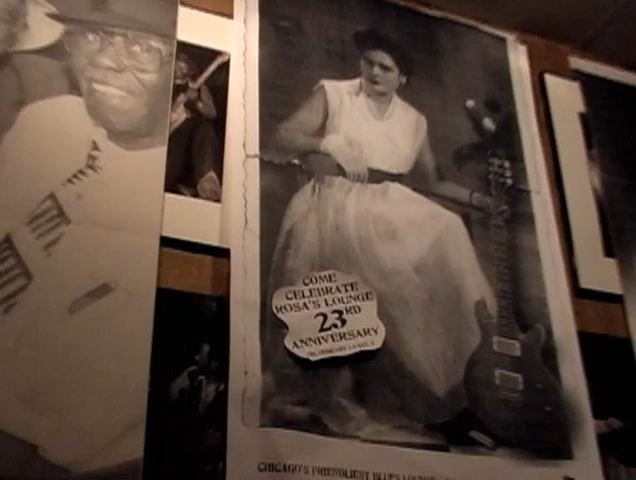 COME
CELEBRATE
ROSA'S LOUNGE
23RD
ANNIVERSARY
CHICAGO'S FRIENDLIEST BLUES LOUNGE